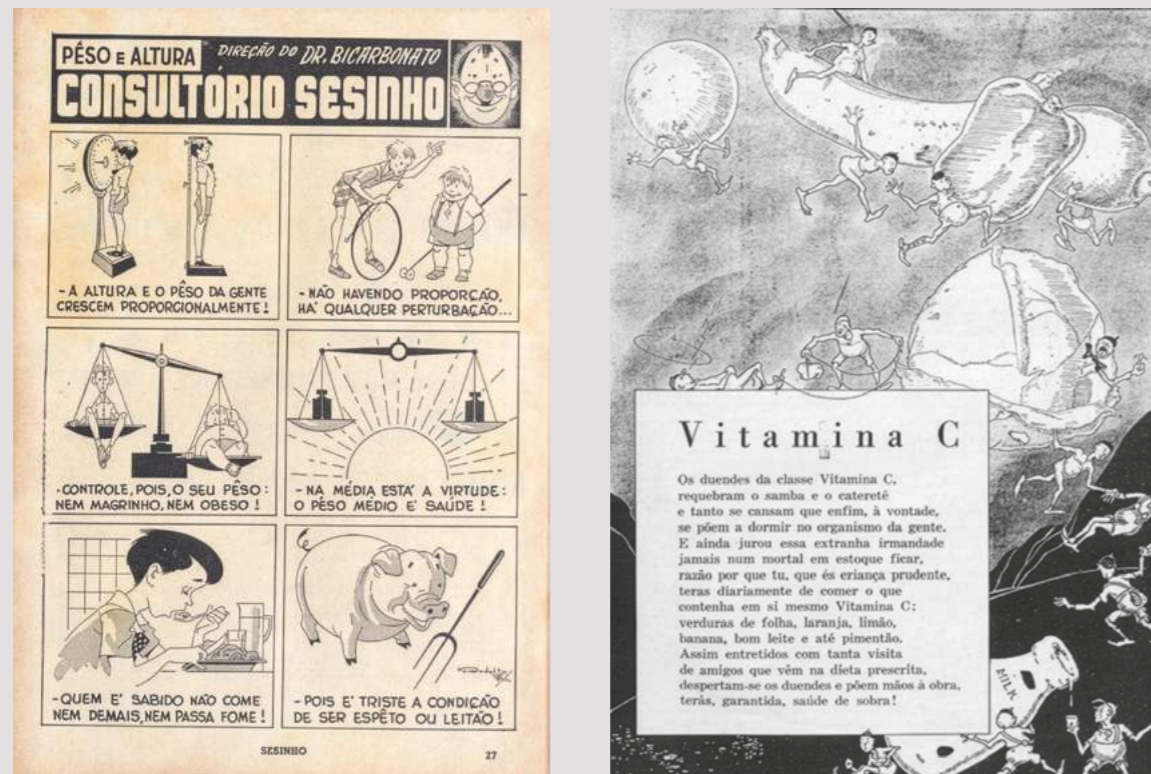 PÊSO E ALTURA
DIREÇÃO DO DR. BICARBONATO
CONSULTÓRIO SESINHO
- A ALTURA E O PÊSO DA GENTE
CRESCEM PROPORCIONALMENTE!
- NÃO HAVENDO PROPORÇÃO,
HA' QUALQUER PERTURBAÇÃO...
- CONTROLE, POIS, O SEU PÊSO:
NEM MAGRINHO, NEM OBESO!
- NA MÉDIA ESTA' A VIRTUDE:
O PÊSO MÉDIO E' SAÚDE!
- QUEM E' SABIDO NÃO COME
NEM DEMAIS, NEM PASSA FOME!
- POIS E' TRISTE A CONDIÇÃO
DE SER ESPÊTO OU LEITÃO!
SESINHO
27
Vitamina C
Os duendes da classe Vitamina C,
requebram o samba e o cateretê
e tanto se cansam que enfim, à vontade,
se põem a dormir no organismo da gente.
E ainda jurou essa extranha irmandade
jamais num mortal em estoque ficar,
razão por que tu, que és criança prudente,
teras diariamente de comer o que
contenha em si mesmo Vitamina C:
verduras de folha, laranja, limão,
banana, bom leite e até pimentão.
Assim entretidos com tanta visita
de amigos que vêm na dieta prescrita,
despertam-se os duendes e põem mãos à obra,
terás, garantida, saúde de sobra!
MILK